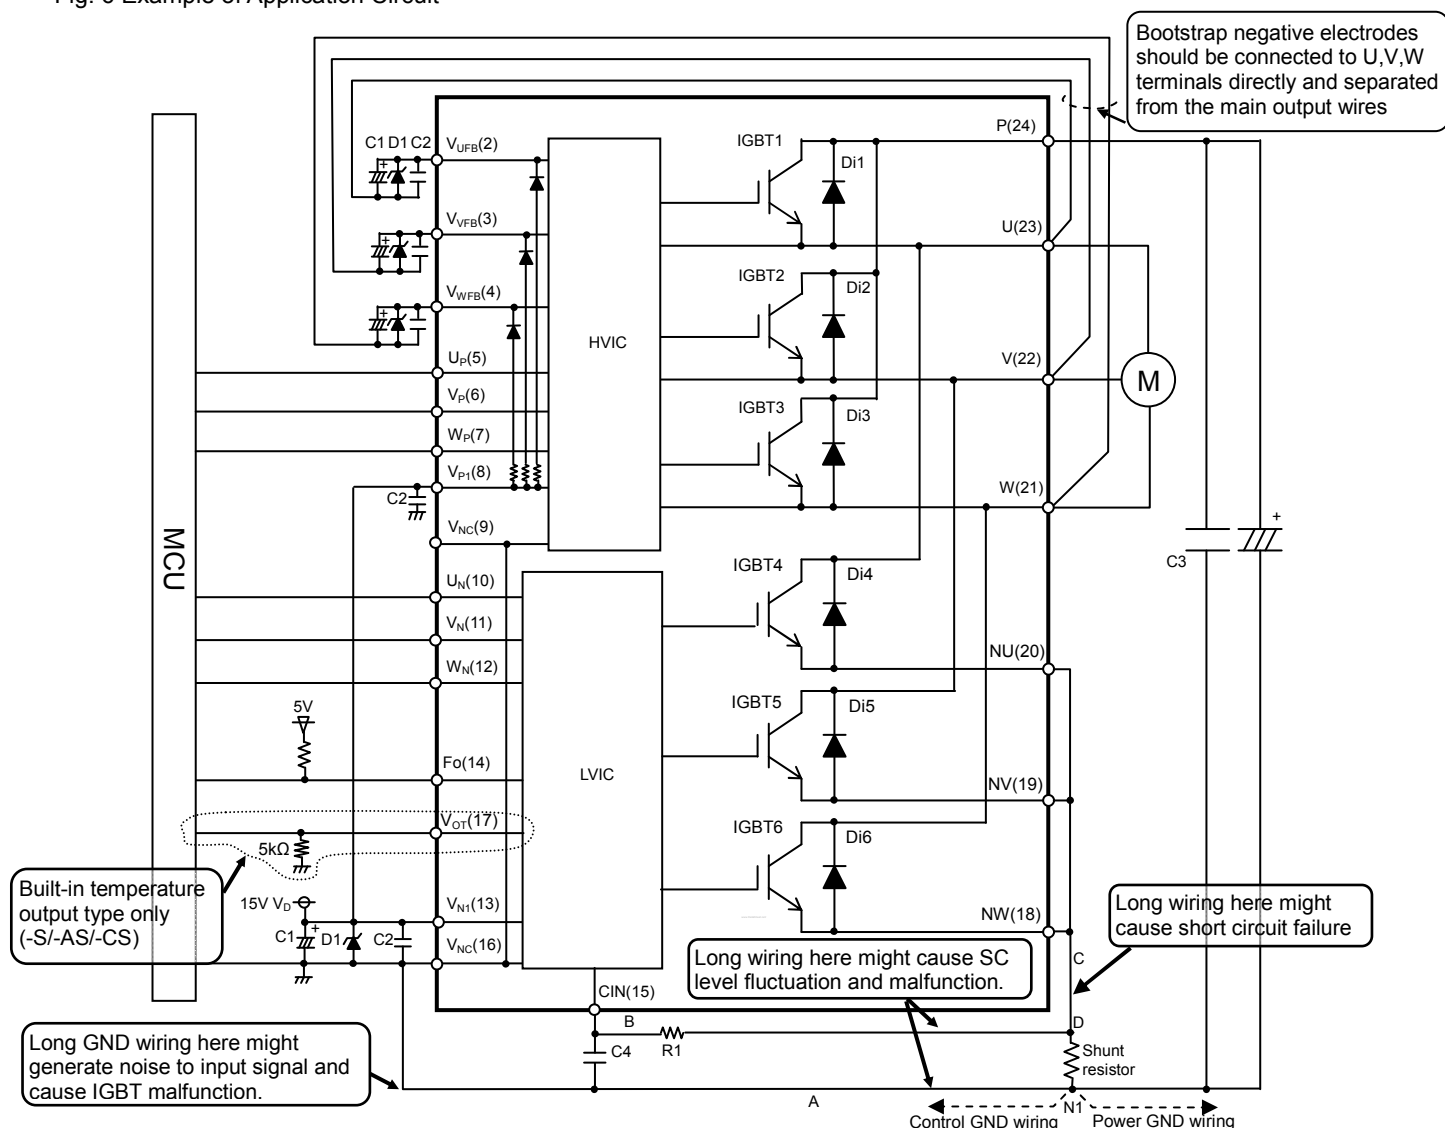 Fig. 6 Example of Application Circuit
Bootstrap negative electrodes
should be connected to U,V,W
terminals directly and separated
from the main output wires
C1 D1 C2
+
VUFB(2)
IGBT1
Di1
P(24)
+
VVFB(3)
U(23)
+
VWFB(4)
IGBT2
Di2
HVIC
UP(5)
V(22)
M
VP(6)
IGBT3
Di3
WP(7)
VP1(8)
C2
W(21)
VNC(9)
MCU
+
C3
UN(10)
IGBT4
Di4
VN(11)
WN(12)
NU(20)
5V
IGBT5
Di5
Fo(14)
LVIC
NV(19)
VOT(17)
5kΩ
IGBT6
Di6
Built-in temperature
output type only
(-S/-AS/-CS)
15V VD
VN1(13)
C1
+
D1
C2
VNC(16)
NW(18)
Long wiring here might
cause short circuit failure
Long wiring here might cause SC
level fluctuation and malfunction.
C
CIN(15)
B
D
R1
C4
Shunt
resistor
Long GND wiring here might
generate noise to input signal and
cause IGBT malfunction.
A
N1
Control GND wiring
Power GND wiring